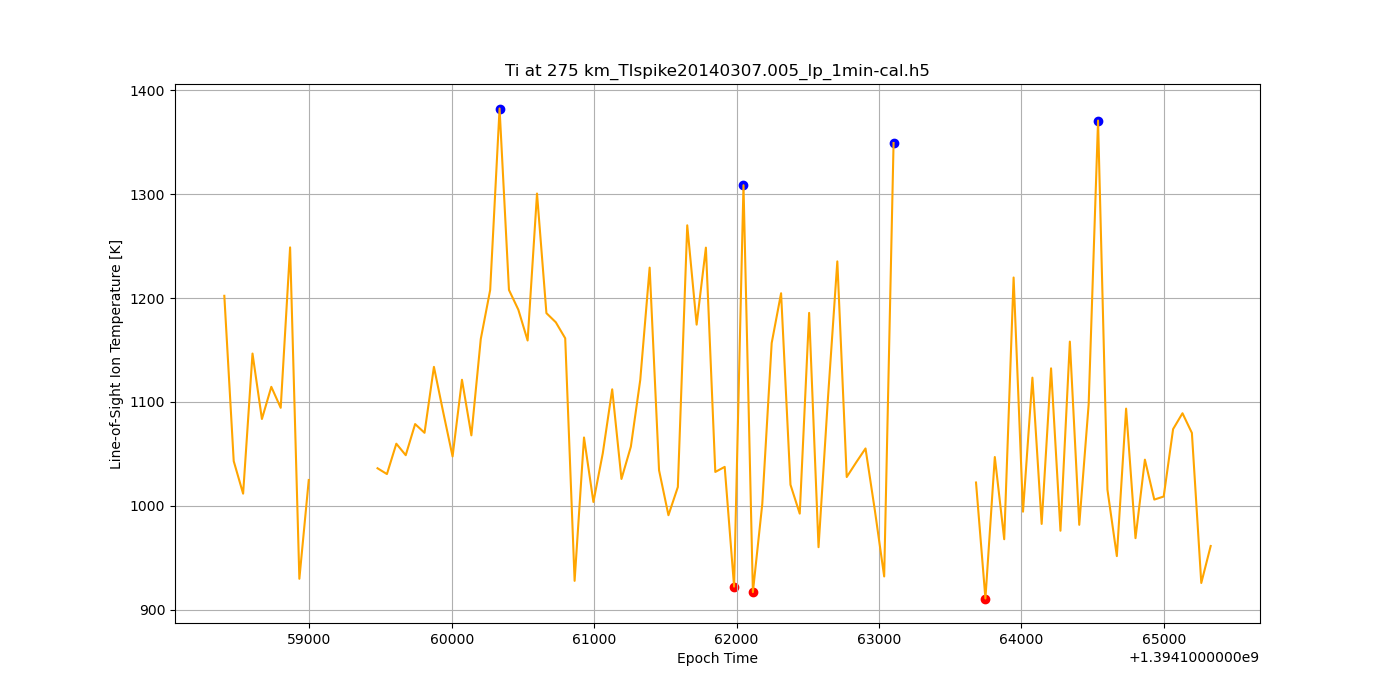 Ti at 275 km_TIspike20140307.005_lp_1min-cal.h5
Line-of-Sight Ion Temperature [K]
1400
1300
1200
1100
1000
900
59000 60000 61000 62000 63000 64000 65000
Epoch Time
+1.3941000000e9